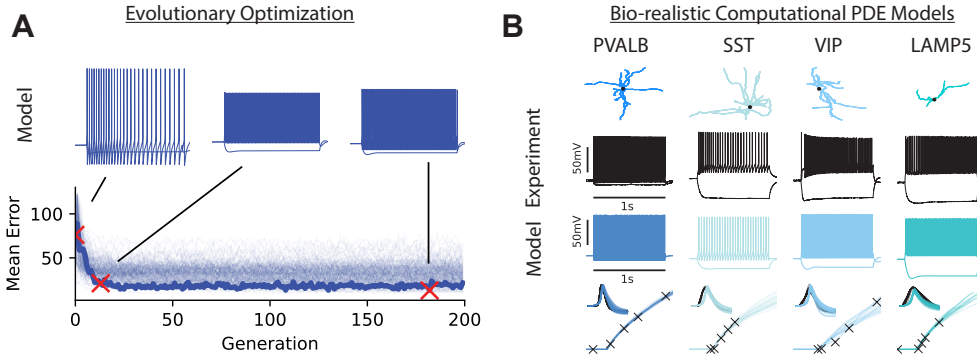 Evolutionary Optimization
A
Model
Mean Error
100
50
0
50
100
150
200
Generation
Bio-realistic Computational PDE Models
B
PVALB
SST
VIP
LAMP5
Experiment
50mV
1s
Model
50mV
1s